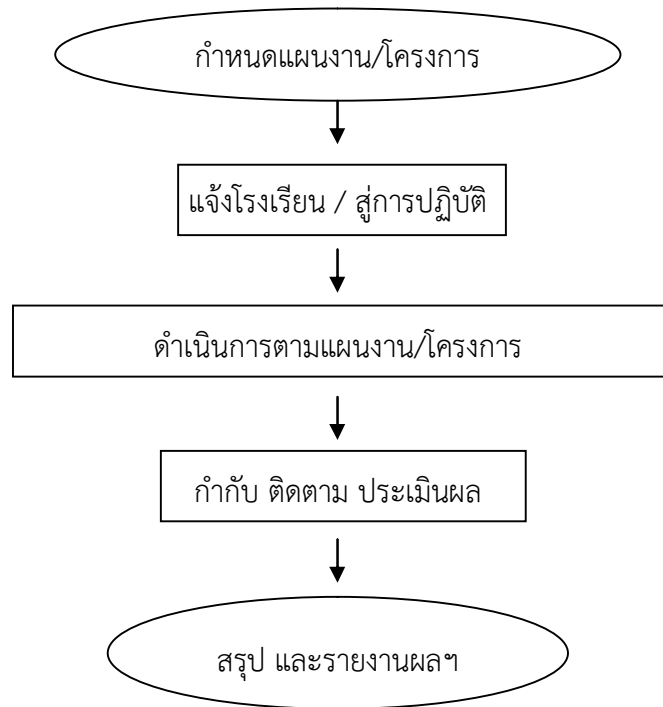 กำหนดแผนงาน/โครงการ
แจ้งโรงเรียน / สู่การปฏิบัติ
ดำเนินการตามแผนงาน/โครงการ
กำกับ ติดตาม ประเมินผล
สรุป และรายงานผลฯ